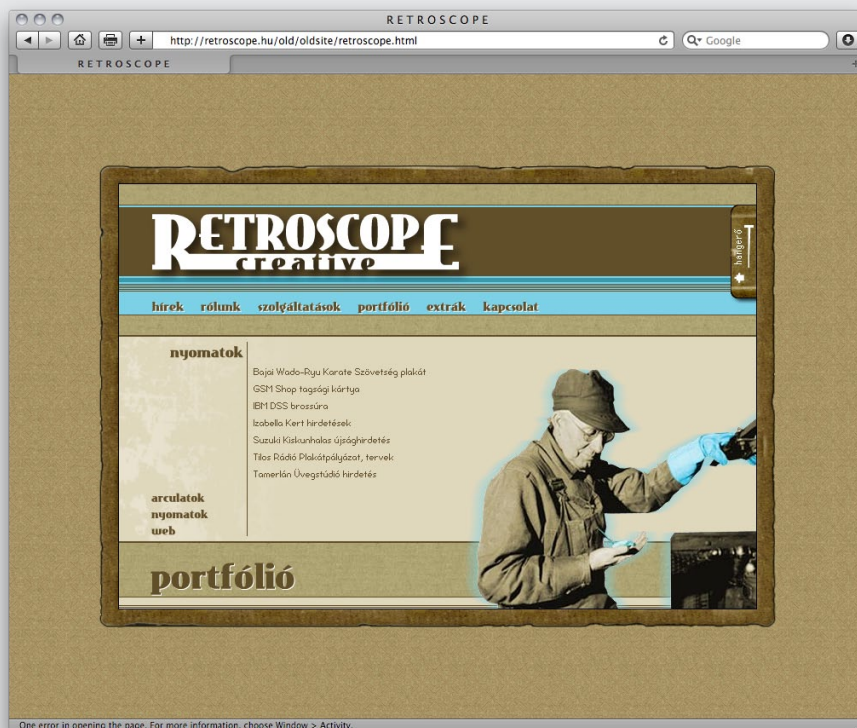 RETROSCOPE
http://retroscope.hu/old/oldsite/retroscope.html
Google
RETROSCOPE
RETROSCOPE
creative
hangerő
hírek rólunk szolgáltatások portfólió extrák kapcsolat
nyomatok
Bajai Wado-Ryu Karate Szövetség plakát
GSM Shop tagsági kártya
IBM DSS brossúra
Izabella Kert hirdetések
Suzuki Kiskunhalas újsághirdetés
Tilos Rádió Plakátpályázat, tervek
Tamerlán Üvegstúdió hirdetés
arculatok
nyomatok
web
portfólió
One error in opening the page. For more information, choose Window > Activity.